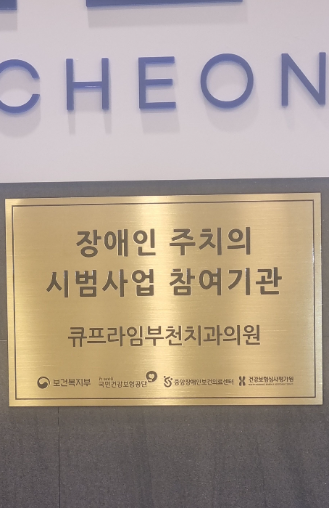 CHEON
장애인 주치의
시범사업 참여기관
큐프라임부천치과의원
보건복지부 국민건강보험공단 중앙장애인보건의료센터 건강보험심사평가원